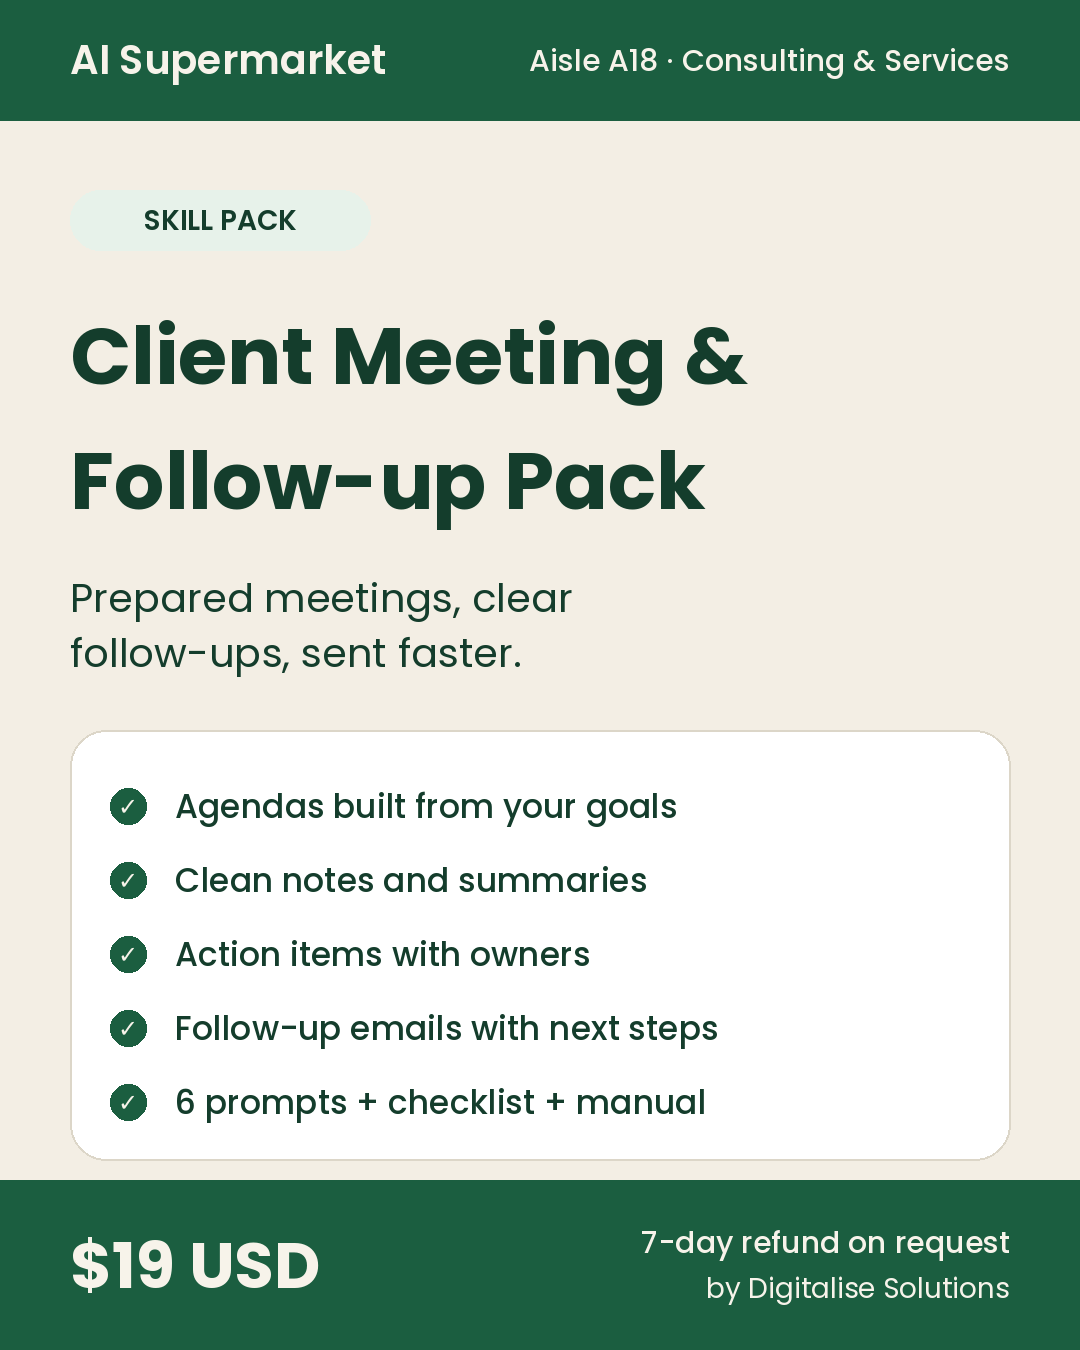 AI Supermarket
Aisle A18 · Consulting & Services
SKILL PACK
Client Meeting &
Follow-up Pack
Prepared meetings, clear
follow-ups, sent faster.
✓ Agendas built from your goals
✓ Clean notes and summaries
✓ Action items with owners
✓ Follow-up emails with next steps
✓ 6 prompts + checklist + manual
$19 USD
7-day refund on request
by Digitalise Solutions